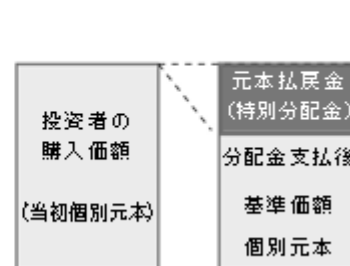 投資者の
購入価額
(当初個別元本)
元本払戻金
(特別分配金)
分配金支払後
基準価額
個別元本